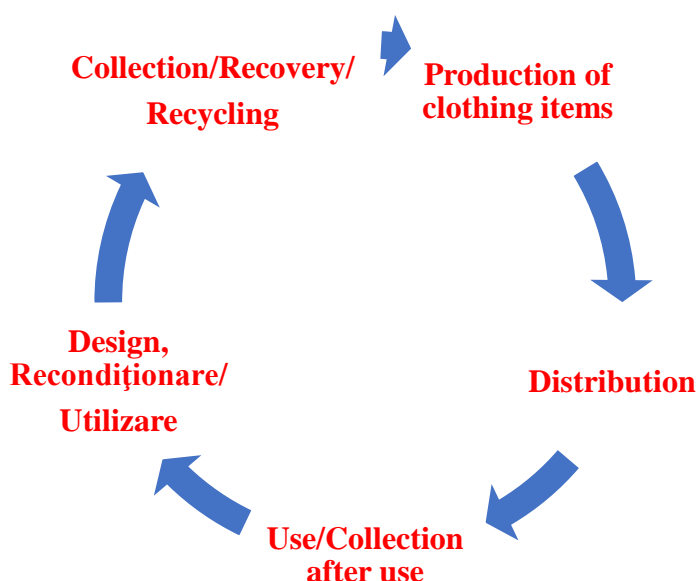 Collection/Recovery/
Recycling
Production of
clothing items
Distribution
Use/Collection
after use
Design,
Recondiţionare/
Utilizare